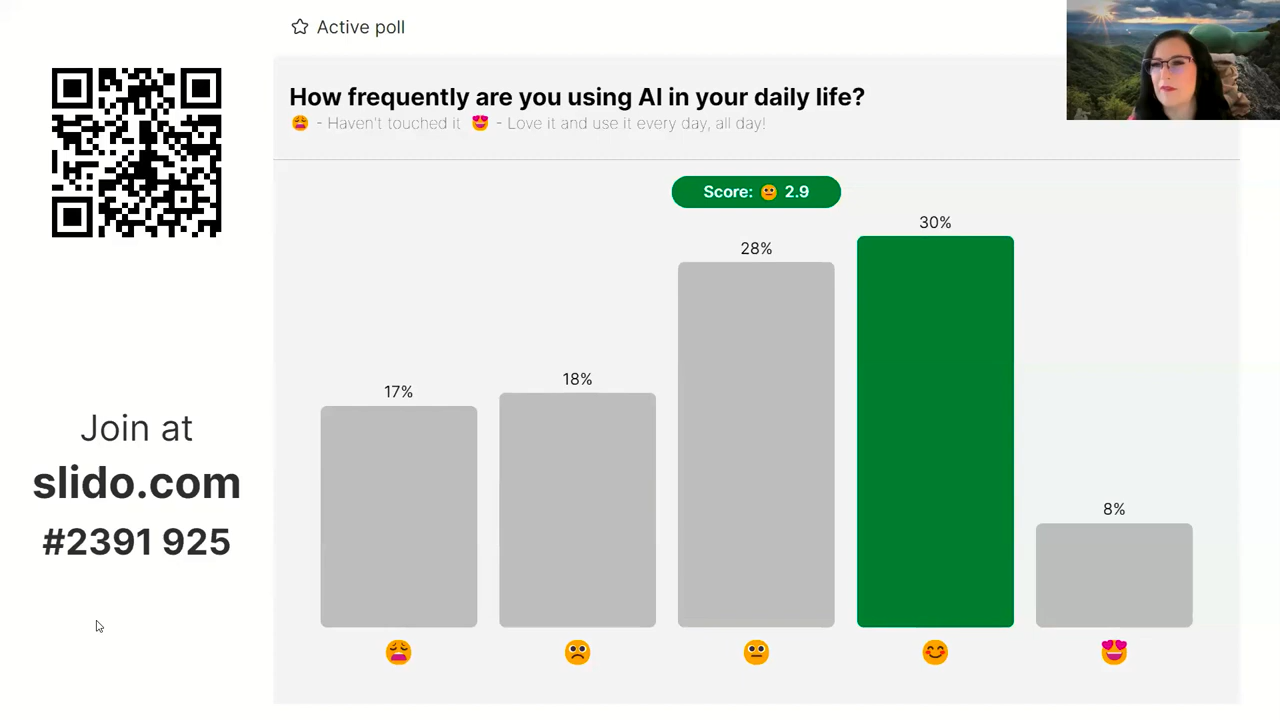 Active poll
How frequently are you using AI in your daily life?
😩 - Haven't touched it 😍 - Love it and use it every day, all day!
Score: 😐 2.9
17%
18%
28%
30%
8%
Join at
slido.com
#2391 925